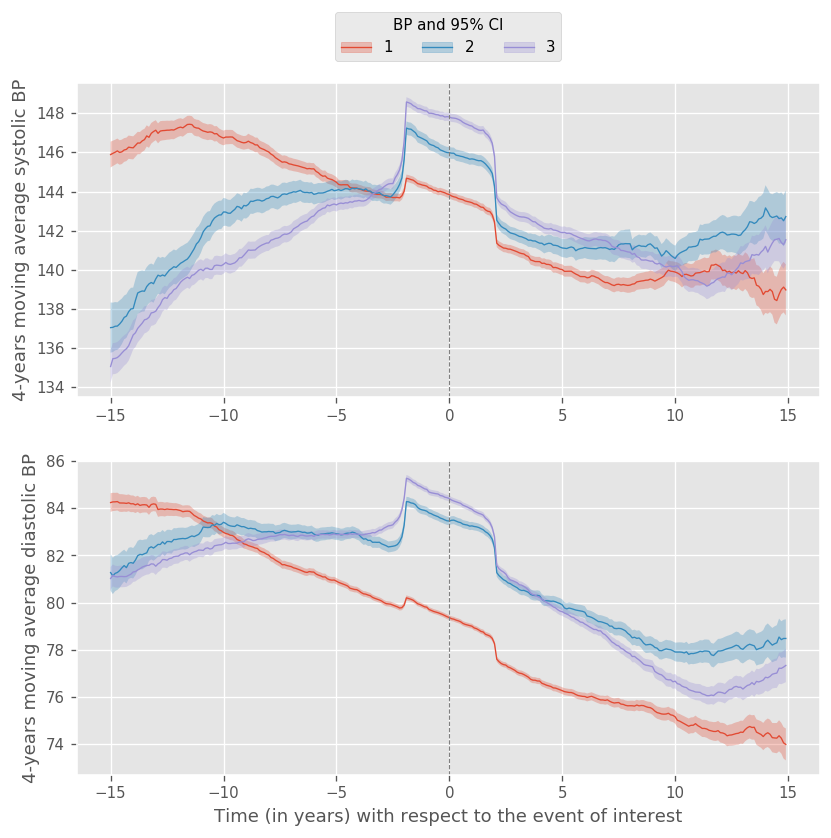 BP and 95% CI
1 2 3
4-years moving average systolic BP
148
146
144
142
140
138
136
134
−15 −10 −5 0 5 10 15
4-years moving average diastolic BP
86
84
82
80
78
76
74
−15 −10 −5 0 5 10 15
Time (in years) with respect to the event of interest